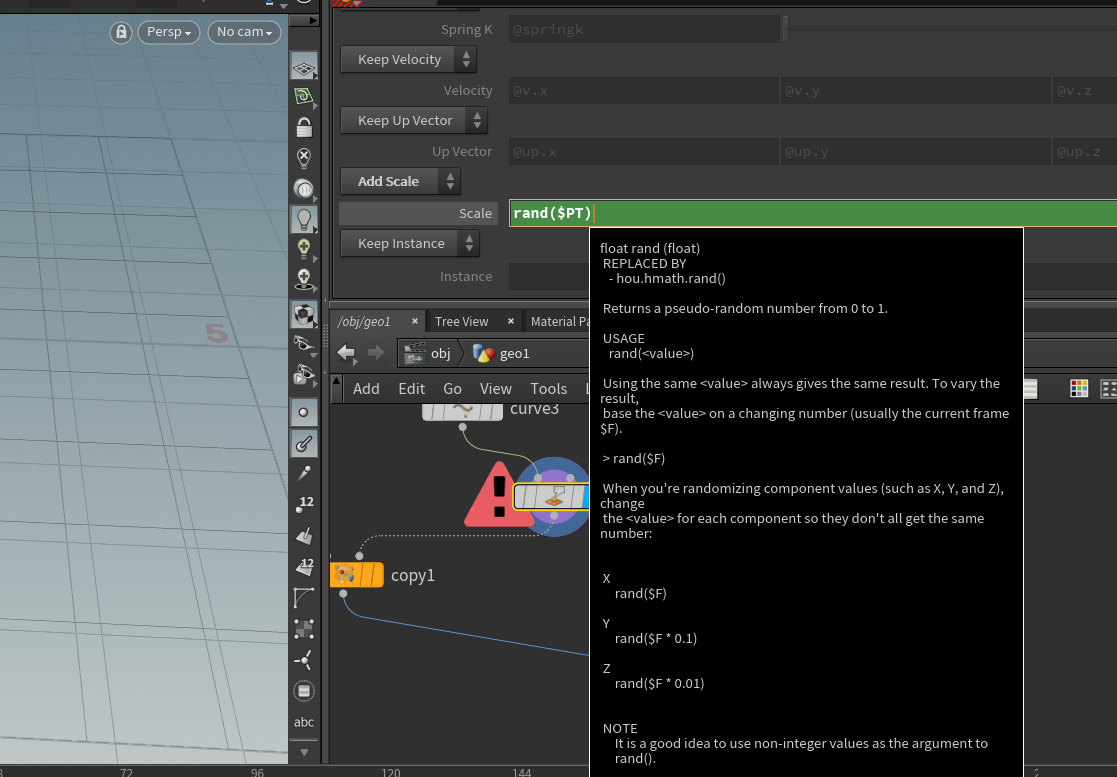 Persp
No cam
Spring K
@springk
Keep Velocity
Velocity
@v.x
@v.y
@v.z
Keep Up Vector
Up Vector
@up.x
@up.y
@up.z
Add Scale
Scale
rand($PT)
Keep Instance
Instance
float rand (float)
REPLACED BY
- hou.hmath.rand()
Returns a pseudo-random number from 0 to 1.
USAGE
rand(<value>)
Using the same <value> always gives the same result. To vary the
result,
base the <value> on a changing number (usually the current frame
$F).
> rand($F)
When you're randomizing component values (such as X, Y, and Z),
change
the <value> for each component so they don't all get the same
number:
X
rand($F)
Y
rand($F * 0.1)
Z
rand($F * 0.01)
NOTE
It is a good idea to use non-integer values as the argument to
rand().
/obj/geo1
Tree View
Material Pa
obj
geo1
Add Edit Go View Tools
curve3
copy1
5
12
12
abc
72 96 120 144